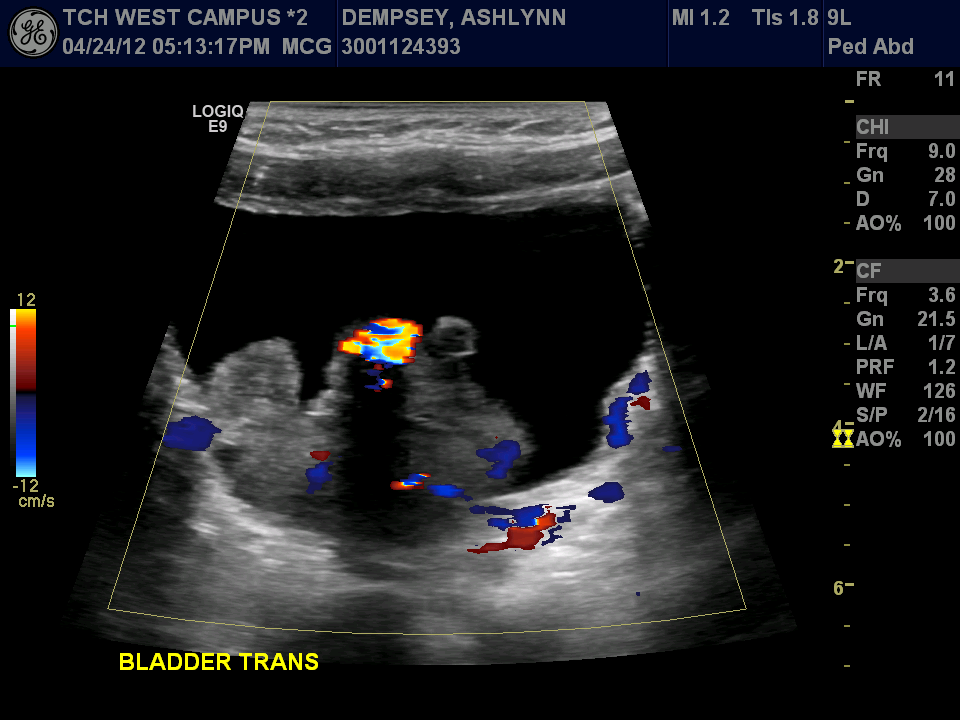 TCH WEST CAMPUS *2 DEMPSEY, ASHLYNN MI 1.2 TIs 1.8 9L
04/24/12 05:13:17PM MCG 3001124393 Ped Abd
LOGIQ
E9
FR 11
CHI
Frq 9.0
Gn 28
D 7.0
AO% 100
2
CF
Frq 3.6
Gn 21.5
L/A 1/7
PRF 1.2
WF 126
S/P 2/16
4
AO% 100
12
-12
cm/s
6
BLADDER TRANS